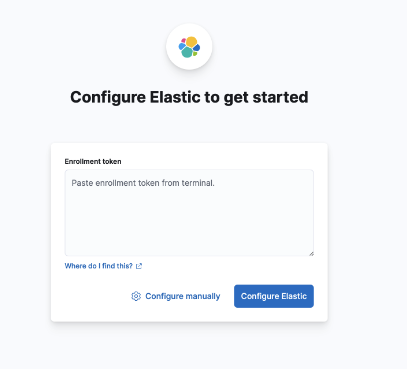 Configure Elastic to get started
Enrollment token
Paste enrollment token from terminal.
Where do I find this?
Configure manually
Configure Elastic